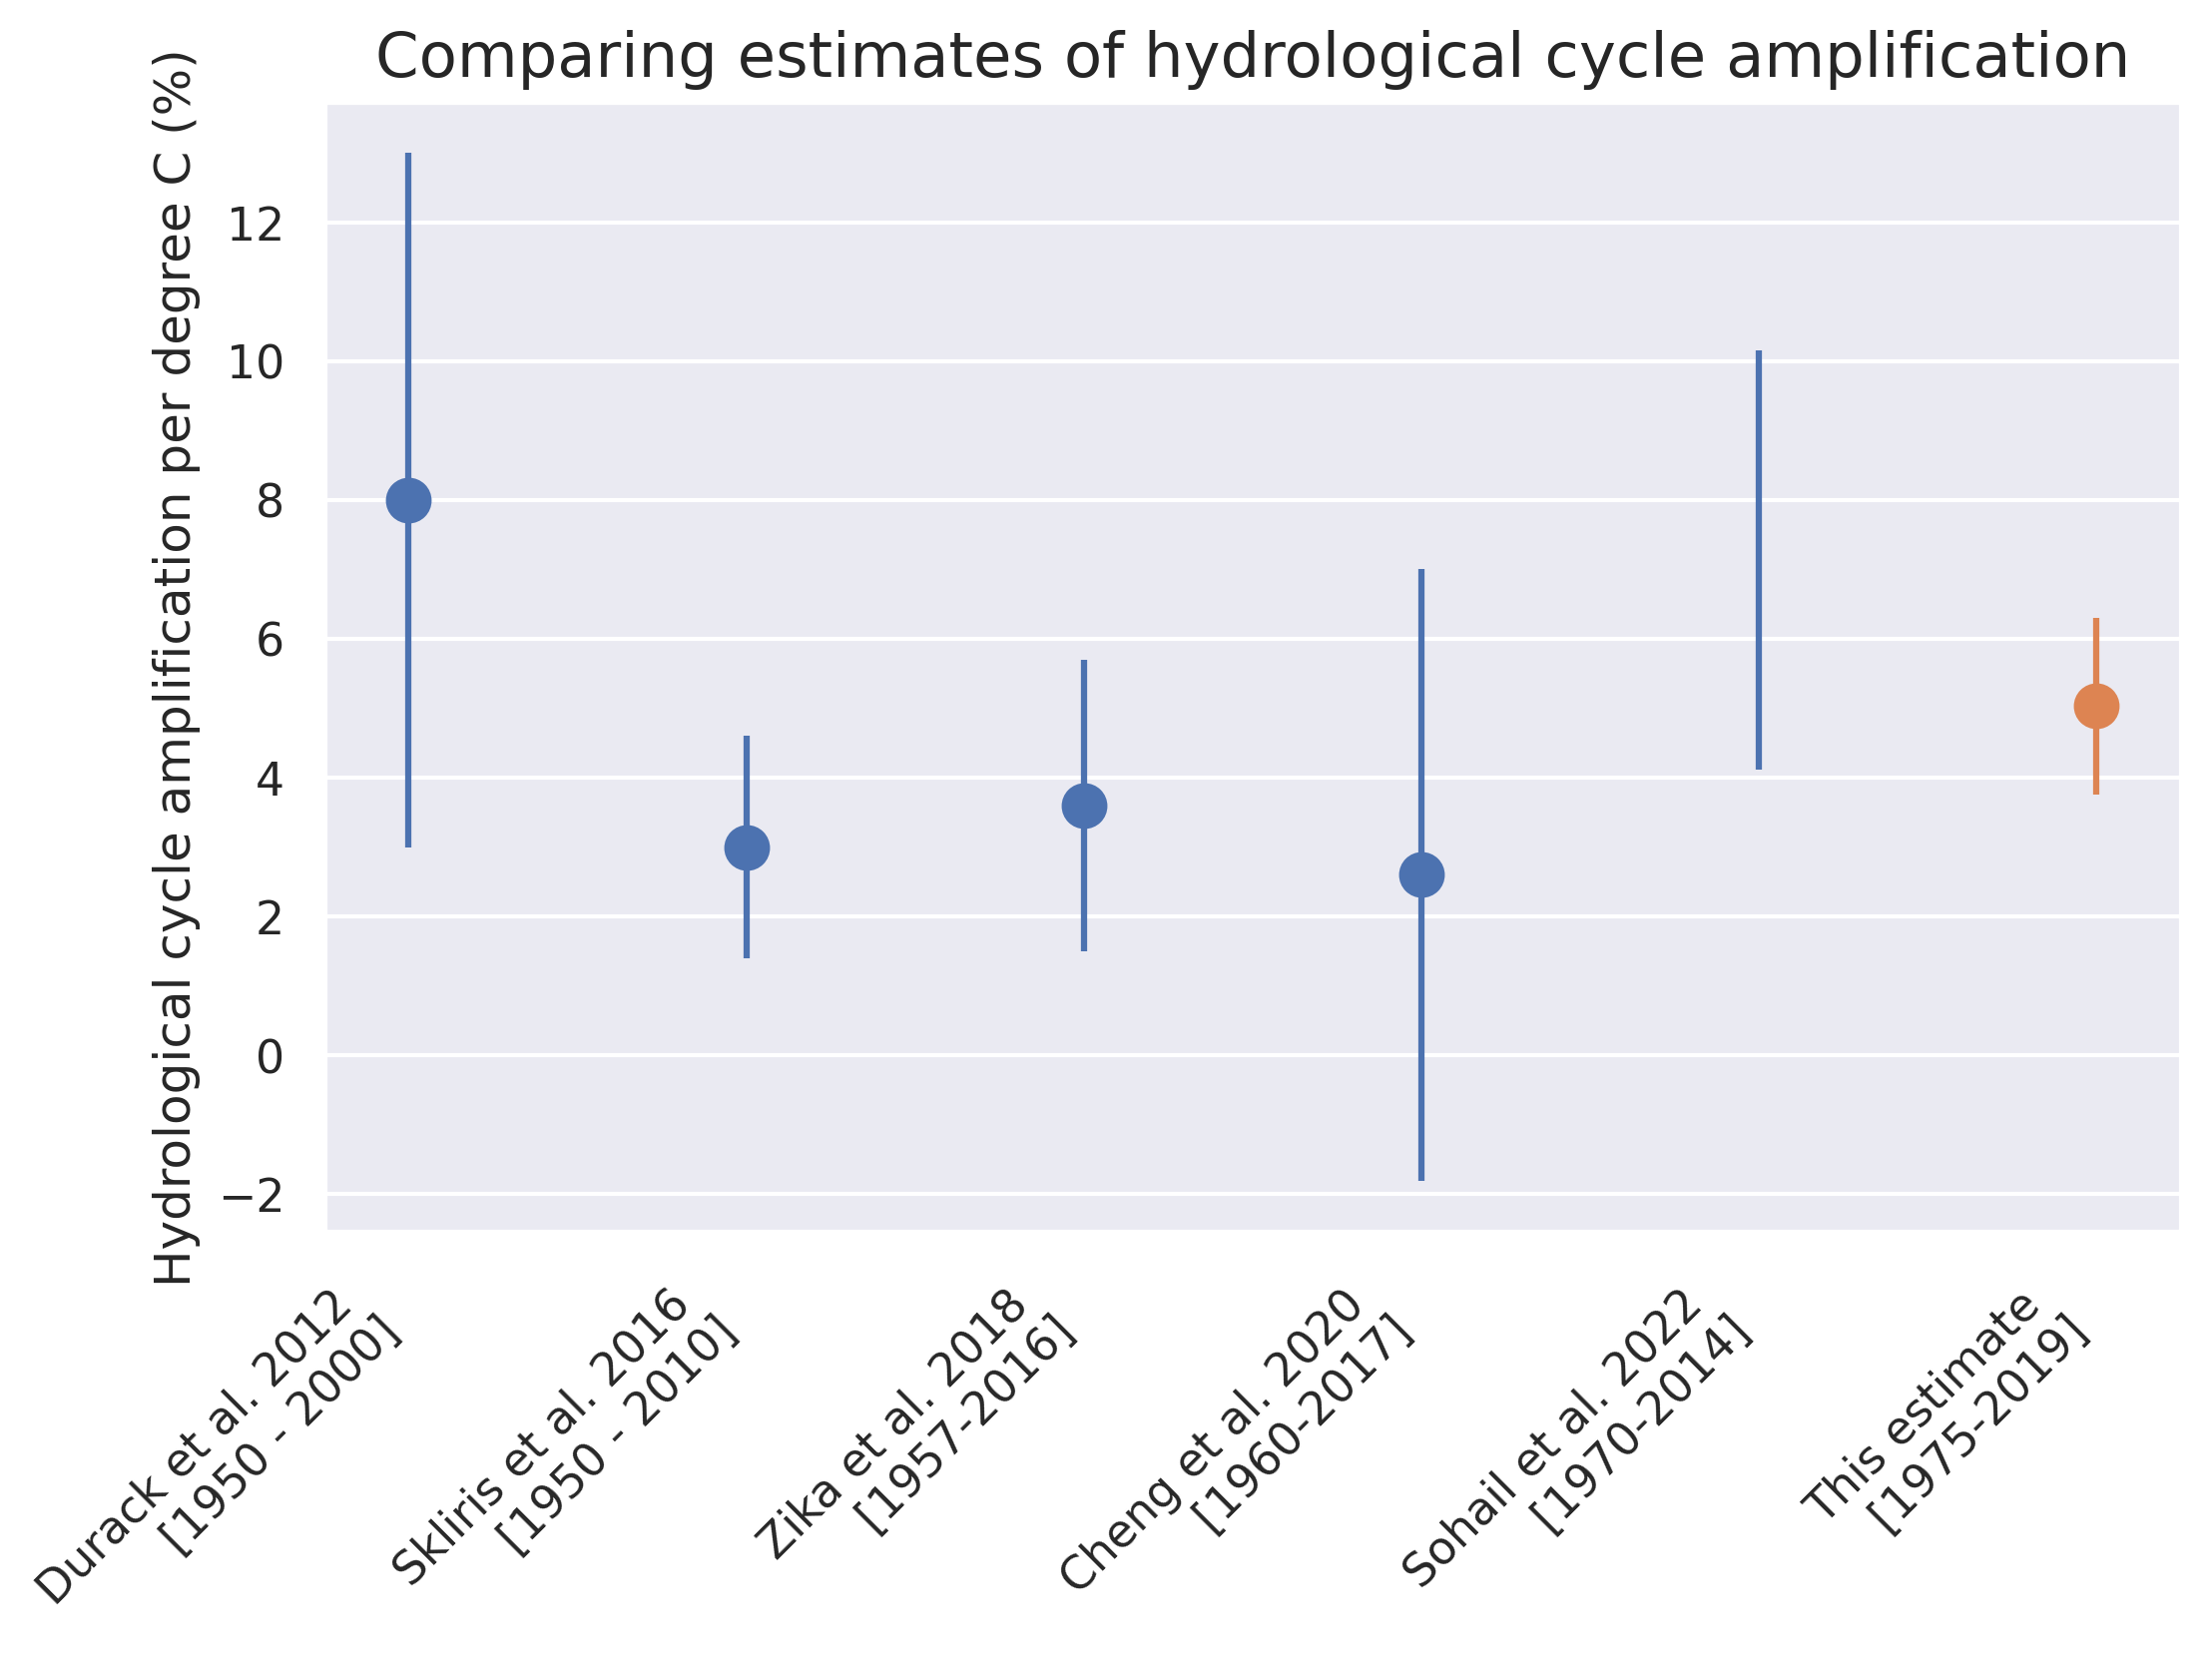 Comparing estimates of hydrological cycle amplification
Hydrological cycle amplification per degree C (%)
12
10
8
6
4
2
0
−2
Durack et al. 2012
[1950 - 2000]
Skliris et al. 2016
[1950 - 2010]
Zika et al. 2018
[1957-2016]
Cheng et al. 2020
[1960-2017]
Sohail et al. 2022
[1970-2014]
This estimate
[1975-2019]